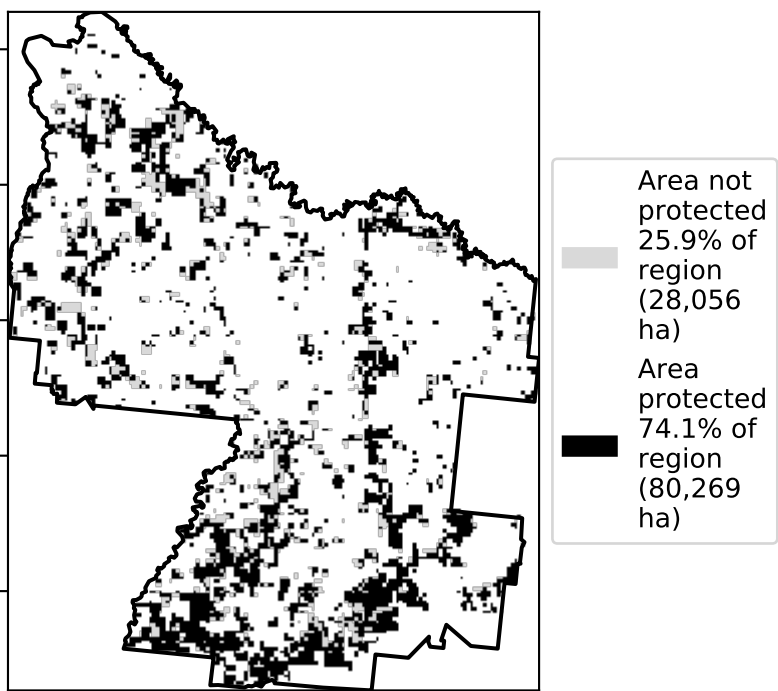 Area not
protected
25.9% of
region
(28,056
ha)
Area
protected
74.1% of
region
(80,269
ha)